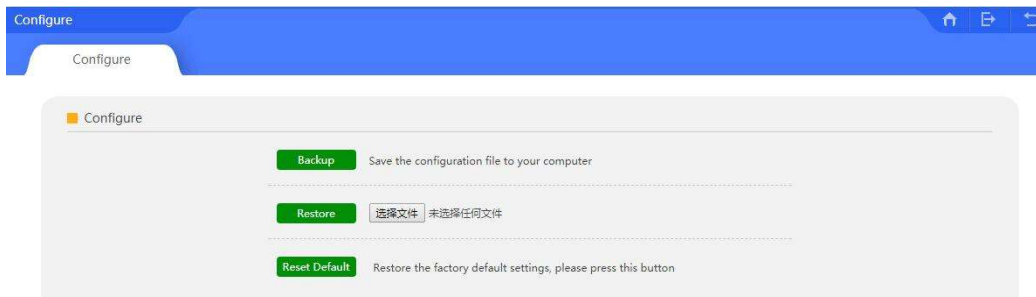 Configure
Configure
Configure
Backup Save the configuration file to your computer
Restore 选择文件 未选择任何文件
Reset Default Restore the factory default settings, please press this button